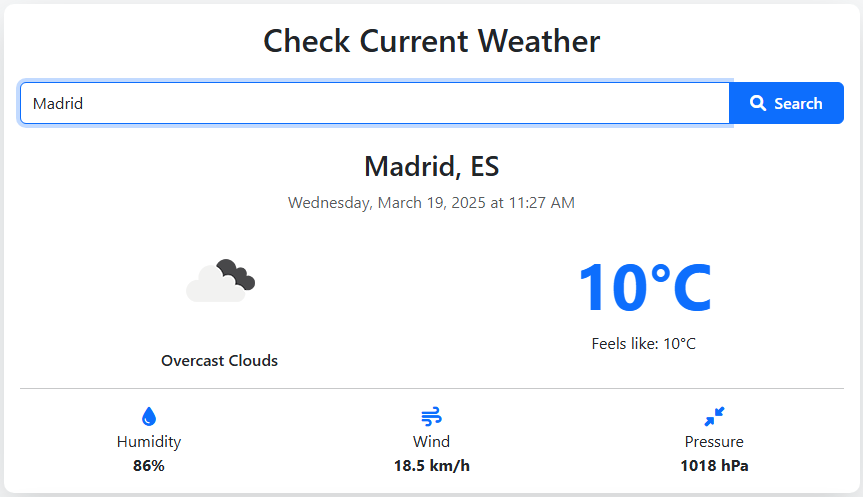 Check Current Weather
Madrid
Search
Madrid, ES
Wednesday, March 19, 2025 at 11:27 AM
10°C
Feels like: 10°C
Overcast Clouds
Humidity
86%
Wind
18.5 km/h
Pressure
1018 hPa